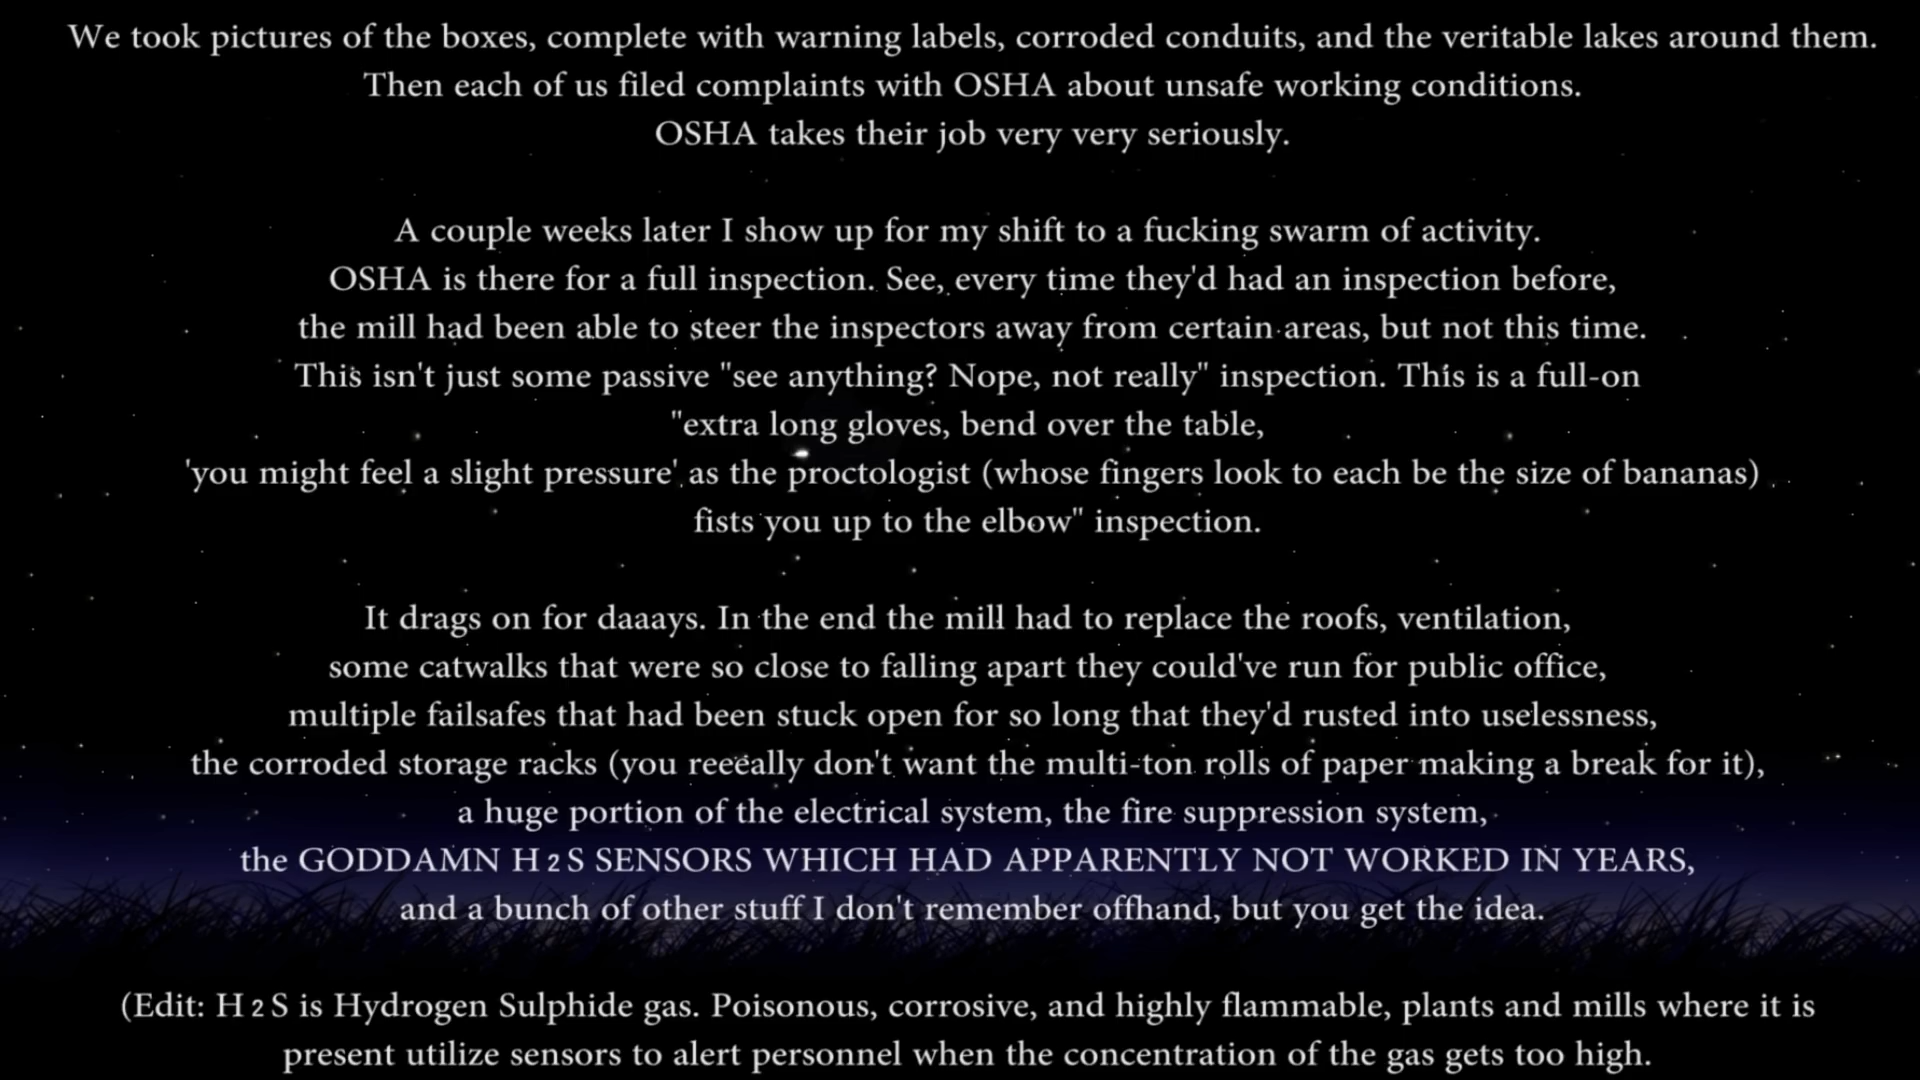 We took pictures of the boxes, complete with warning labels, corroded conduits, and the veritable lakes around them.
Then each of us filed complaints with OSHA about unsafe working conditions.
OSHA takes their job very very seriously.
A couple weeks later I show up for my shift to a fucking swarm of activity.
OSHA is there for a full inspection. See, every time they'd had an inspection before,
the mill had been able to steer the inspectors away from certain areas, but not this time.
This isn't just some passive "see anything? Nope, not really" inspection. This is a full-on
"extra long gloves, bend over the table,
'you might feel a slight pressure' as the proctologist (whose fingers look to each be the size of bananas)
fists you up to the elbow" inspection.
It drags on for daaays. In the end the mill had to replace the roofs, ventilation,
some catwalks that were so close to falling apart they could've run for public office,
multiple failsafes that had been stuck open for so long that they'd rusted into uselessness,
the corroded storage racks (you reeeally don't want the multi-ton rolls of paper making a break for it),
a huge portion of the electrical system, the fire suppression system,
the GODDAMN H2S SENSORS WHICH HAD APPARENTLY NOT WORKED IN YEARS,
and a bunch of other stuff I don't remember offhand, but you get the idea.
(Edit: H2S is Hydrogen Sulphide gas. Poisonous, corrosive, and highly flammable, plants and mills where it is
present utilize sensors to alert personnel when the concentration of the gas gets too high.